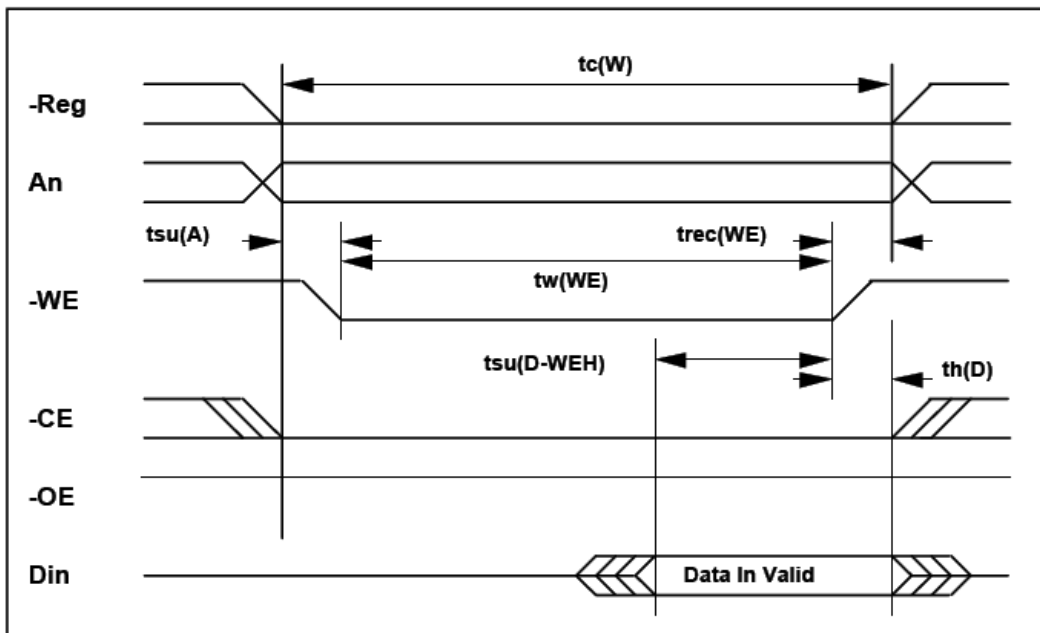 tc(W)
-Reg
An
tsu(A)
trec(WE)
tw(WE)
-WE
tsu(D-WEH)
th(D)
-CE
-OE
Din
Data In Valid